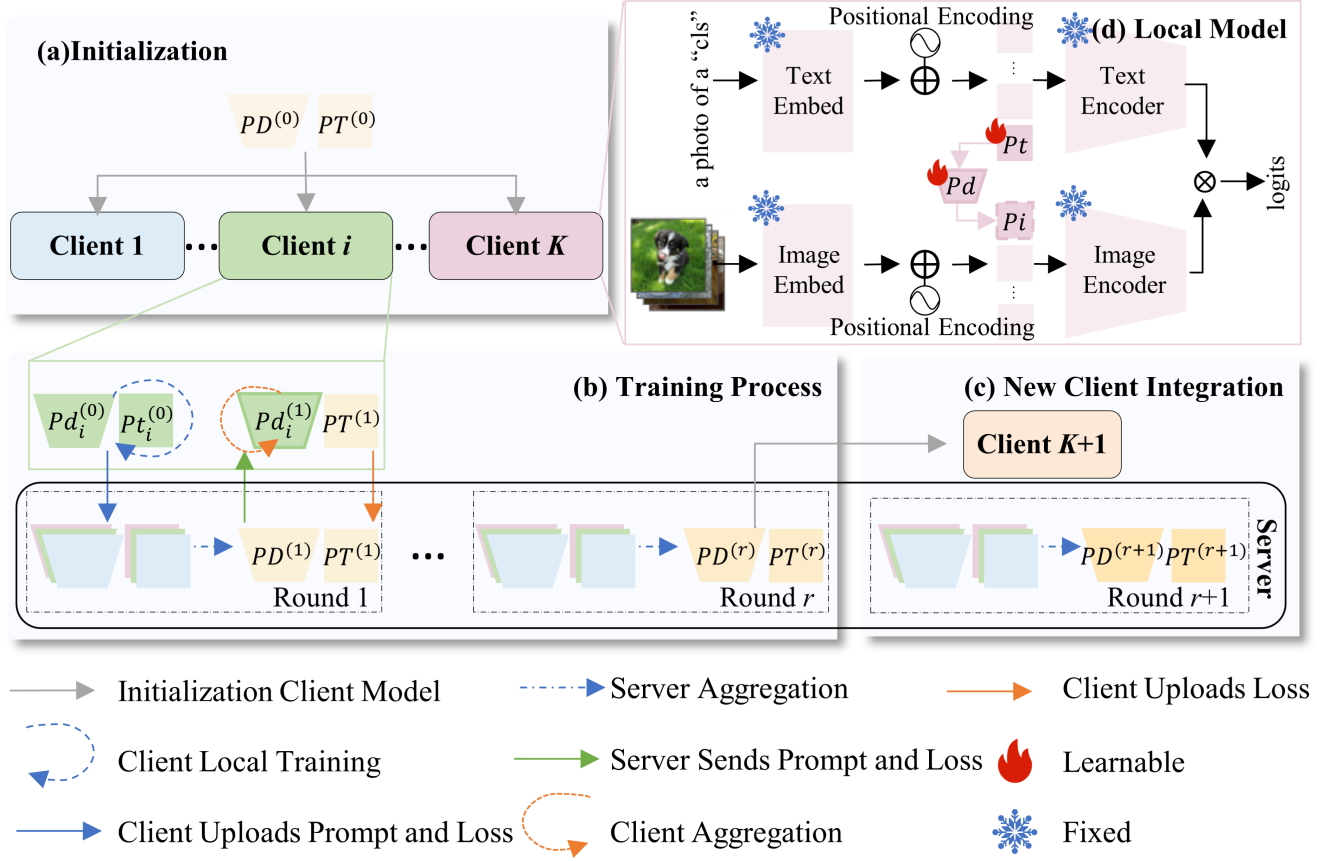 (a)Initialization
PD^(0) PT^(0)
Client 1 ... Client i ... Client K
(d) Local Model
a photo of a “cls”
Positional Encoding
Text
Embed
Text
Encoder
Pt
Pd
Pi
logits
Image
Embed
Image
Encoder
Positional Encoding
(b) Training Process
Pd_i^(0) Pt_i^(0) Pd_i^(1) PT^(1)
PD^(1) PT^(1) ... PD^(r) PT^(r)
Round 1
Round r
(c) New Client Integration
Client K+1
PD^(r+1) PT^(r+1)
Round r+1
Server
Initialization Client Model
Server Aggregation
Client Uploads Loss
Client Local Training
Server Sends Prompt and Loss
Learnable
Client Uploads Prompt and Loss
Client Aggregation
Fixed